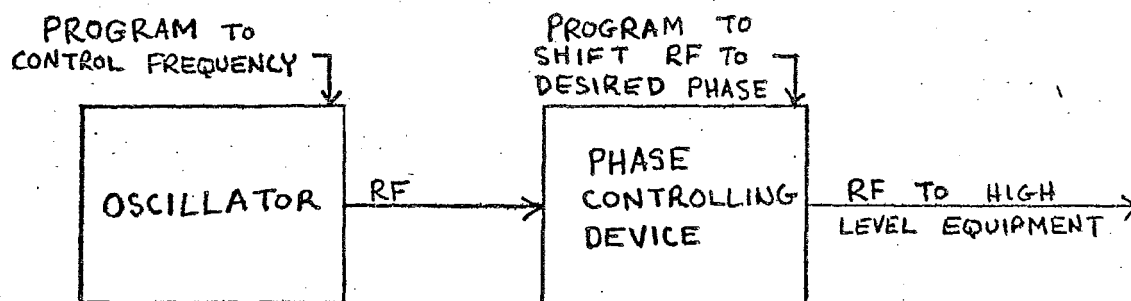 PROGRAM TO
CONTROL FREQUENCY
PROGRAM TO
SHIFT RF TO
DESIRED PHASE
OSCILLATOR
RF
PHASE
CONTROLLING
DEVICE
RF TO HIGH
LEVEL EQUIPMENT